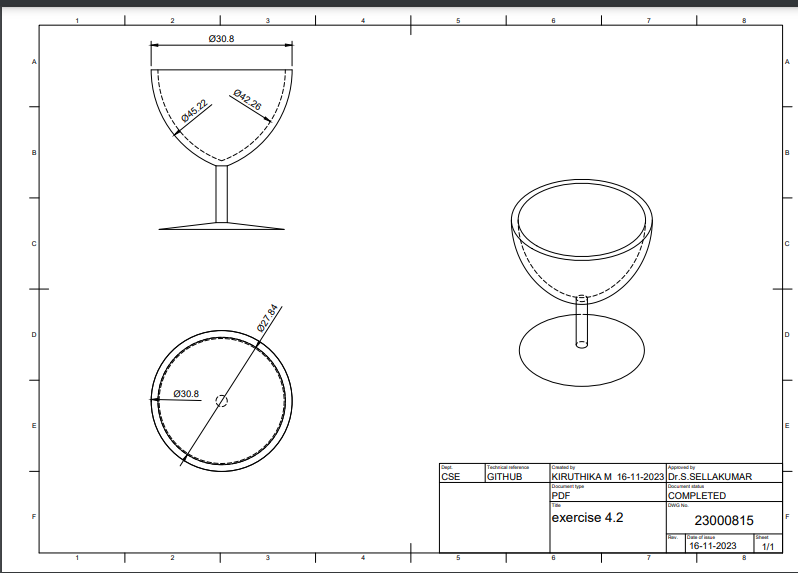 1 2 3 4 5 6 7 8
A A
Ø30.8
Ø45.22 Ø42.26
B B
C C
D D
Ø27.84
Ø30.8
E E
F F
Dept. Technical reference Created by Approved by
CSE GITHUB KIRUTHIKA M 16-11-2023 Dr.S.SELLAKUMAR
Document type Document status
PDF COMPLETED
Title DWG No.
exercise 4.2 23000815
Rev. Date of issue Sheet
16-11-2023 1/1
1 2 3 4 5 6 7 8